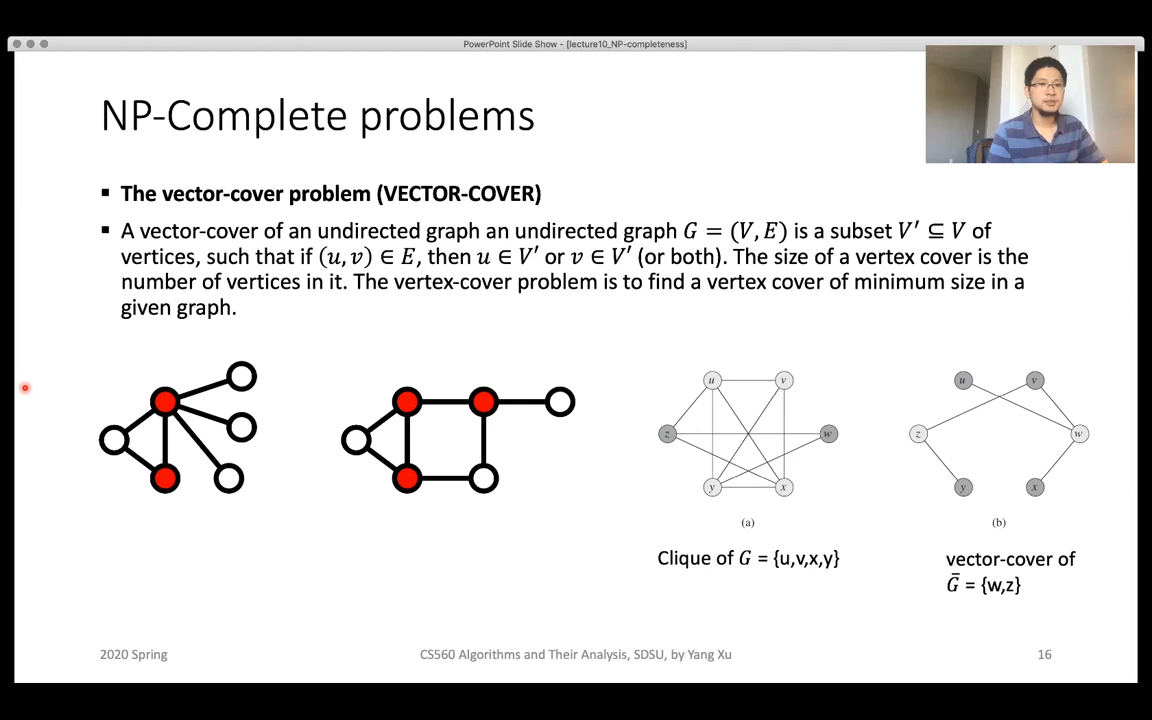 PowerPoint Slide Show - [lecture10_NP-completeness]
NP-Complete problems
▪ The vector-cover problem (VECTOR-COVER)
▪ A vector-cover of an undirected graph an undirected graph G = (V, E) is a subset V′ ⊆ V of
vertices, such that if (u, v) ∈ E, then u ∈ V′ or v ∈ V′ (or both). The size of a vertex cover is the
number of vertices in it. The vertex-cover problem is to find a vertex cover of minimum size in a
given graph.
u v
z w
y x
(a)
Clique of G = {u,v,x,y}
u v
z w
y x
(b)
vector-cover of
G̅ = {w,z}
2020 Spring
CS560 Algorithms and Their Analysis, SDSU, by Yang Xu
16